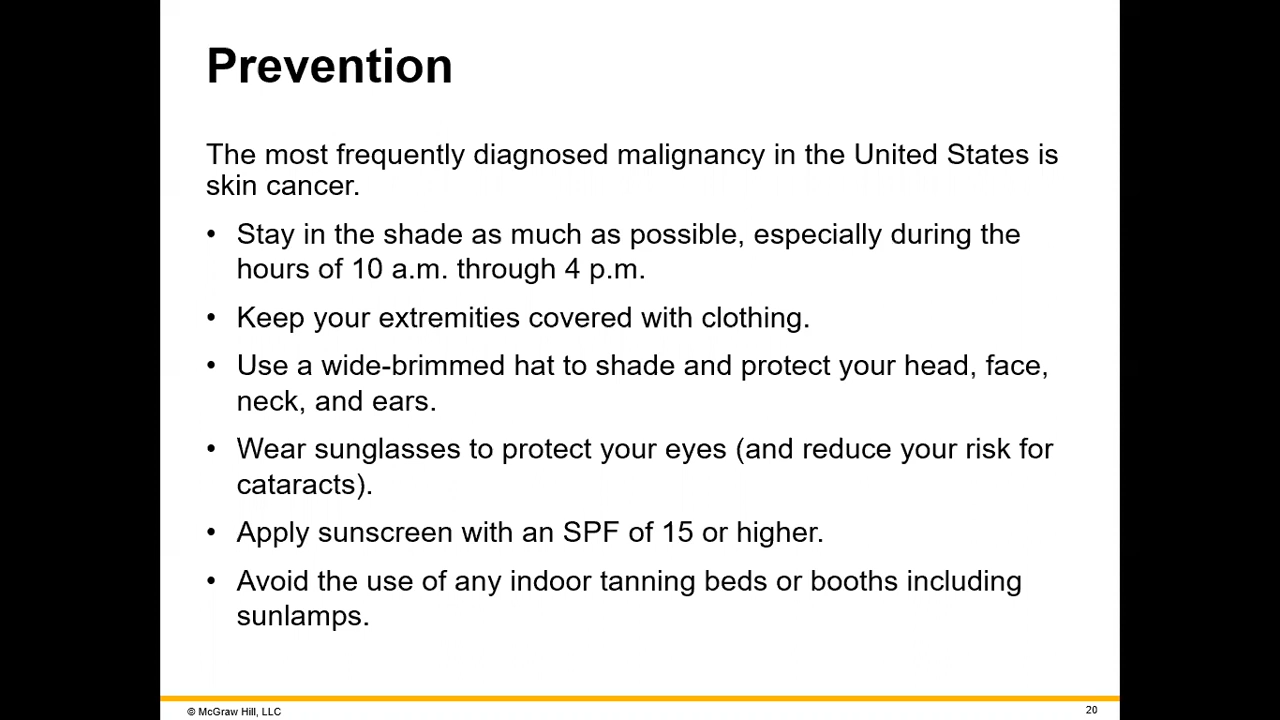 Prevention
The most frequently diagnosed malignancy in the United States is
skin cancer.
• Stay in the shade as much as possible, especially during the
hours of 10 a.m. through 4 p.m.
• Keep your extremities covered with clothing.
• Use a wide-brimmed hat to shade and protect your head, face,
neck, and ears.
• Wear sunglasses to protect your eyes (and reduce your risk for
cataracts).
• Apply sunscreen with an SPF of 15 or higher.
• Avoid the use of any indoor tanning beds or booths including
sunlamps.
© McGraw Hill, LLC
20